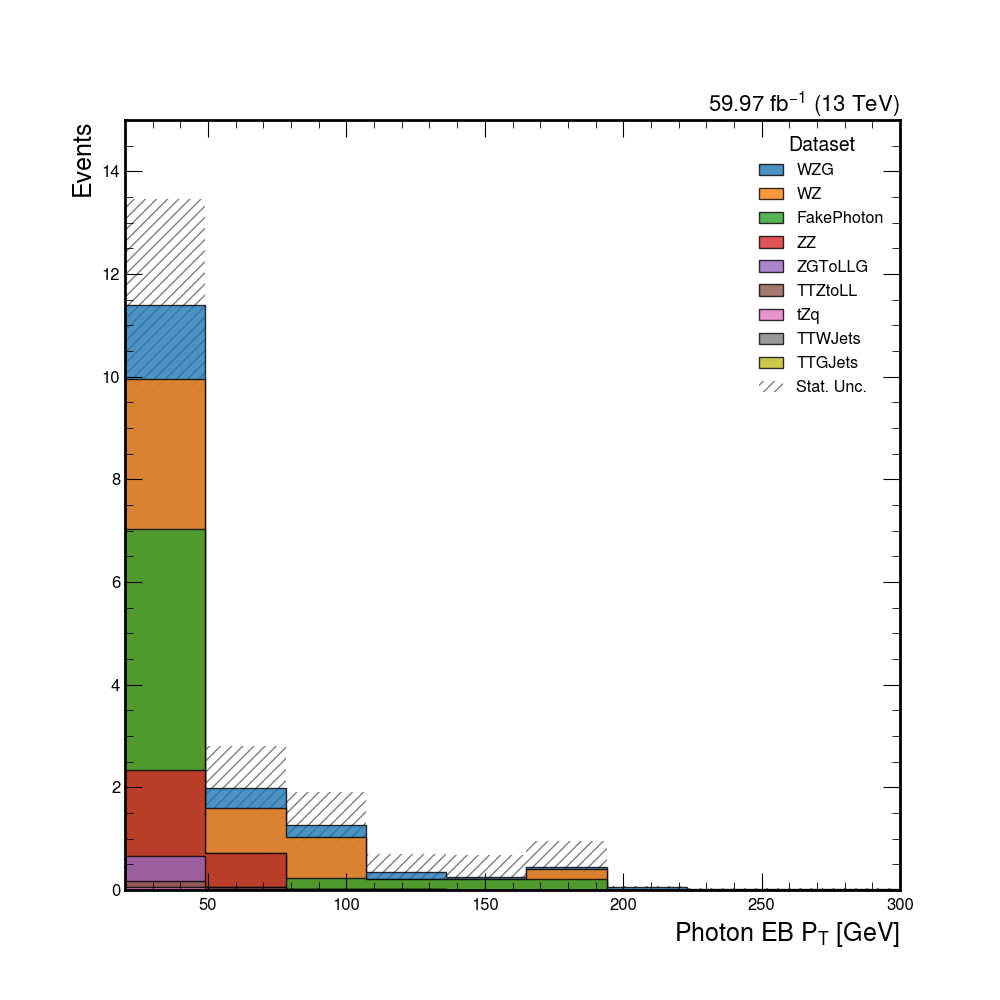 59.97 fb⁻¹ (13 TeV)
Events
14
12
10
8
6
4
2
0
Dataset
WZG
WZ
FakePhoton
ZZ
ZGToLLG
TTZtoLL
tZq
TTWJets
TTGJets
Stat. Unc.
50 100 150 200 250 300
Photon EB P_T [GeV]